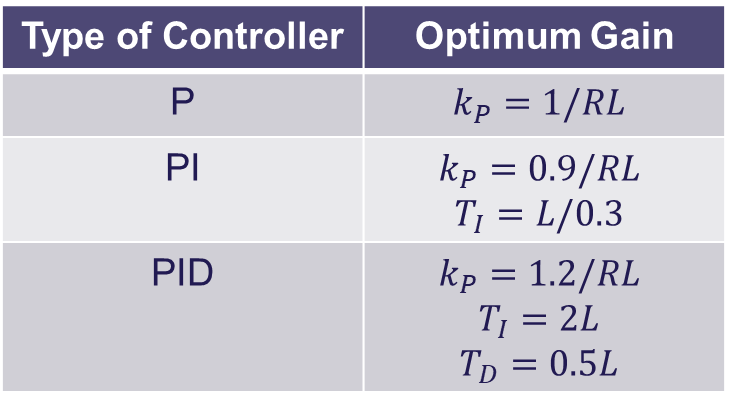 Type of Controller Optimum Gain
P k_P = 1/RL
PI k_P = 0.9/RL
T_I = L/0.3
PID k_P = 1.2/RL
T_I = 2L
T_D = 0.5L